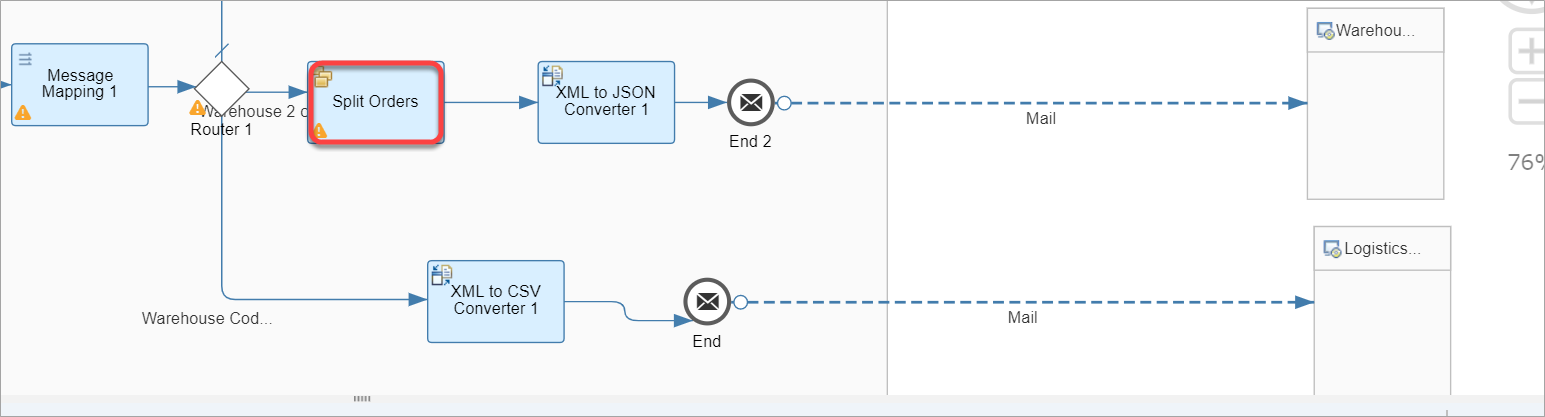 Warehou...
Message
Mapping 1
Split Orders
XML to JSON
Converter 1
Warehouse 2 o
Router 1
End 2
Mail
76%
Logistics...
XML to CSV
Converter 1
Warehouse Cod...
Mail
End